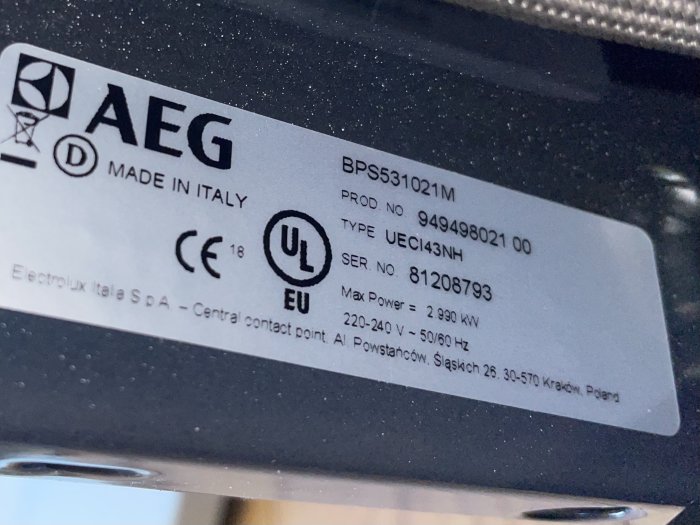 AEG
D
MADE IN ITALY
CE 18
UL
EU
BPS531021M
PROD. NO. 949498021 00
TYPE UECI43NH
SER. NO 81208793
Max Power = 2.990 kW
220-240 V ~ 50/60 Hz
Electrolux Italia S.p.A. – Central contact point, Al. Powstańców, Śląskich 26, 30-570 Kraków, Poland